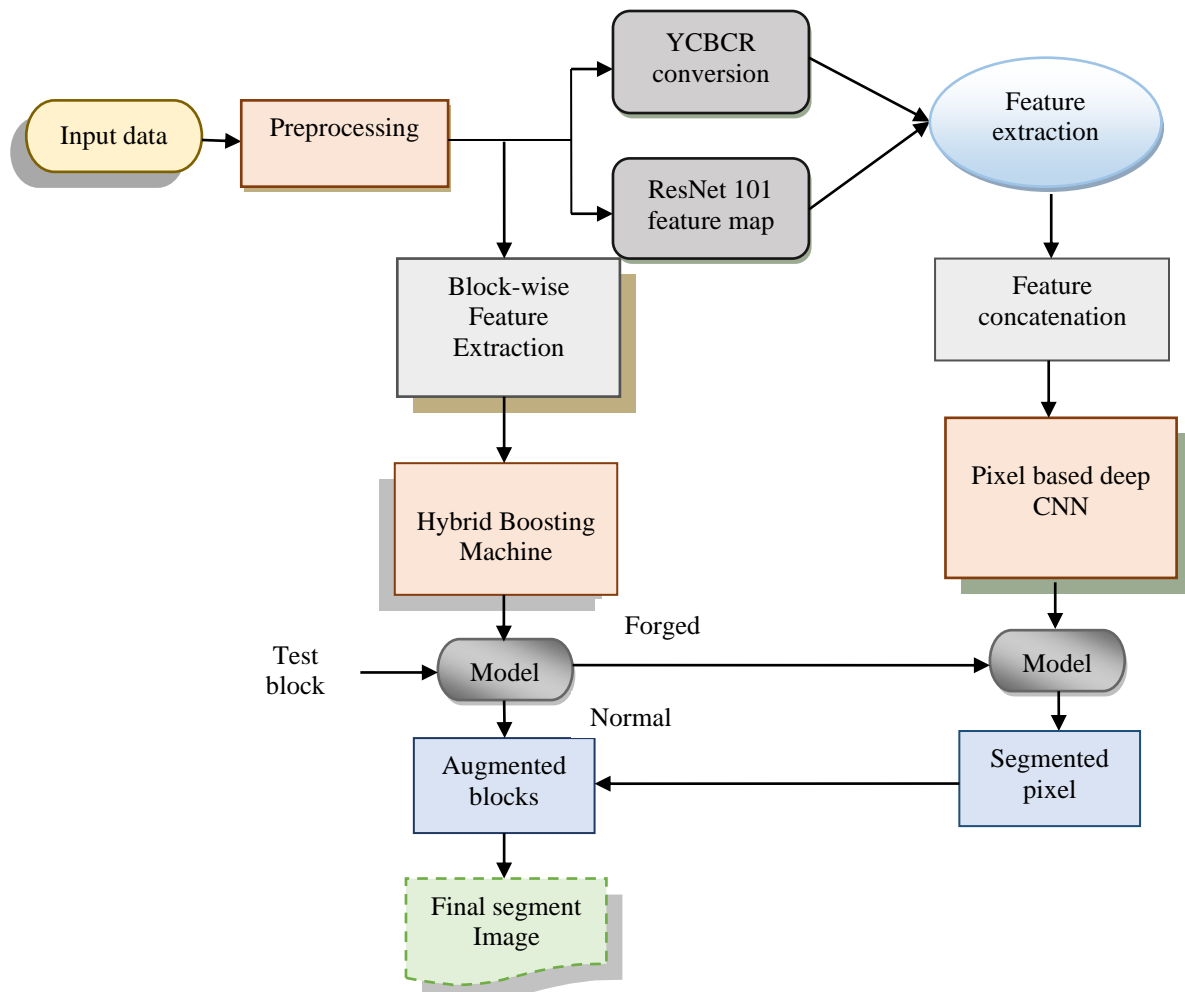 YCBCR
conversion
Input data
Preprocessing
Feature
extraction
ResNet 101
feature map
Block-wise
Feature
Extraction
Feature
concatenation
Hybrid Boosting
Machine
Pixel based deep
CNN
Forged
Test
block
Model
Model
Normal
Augmented
blocks
Segmented
pixel
Final segment
Image